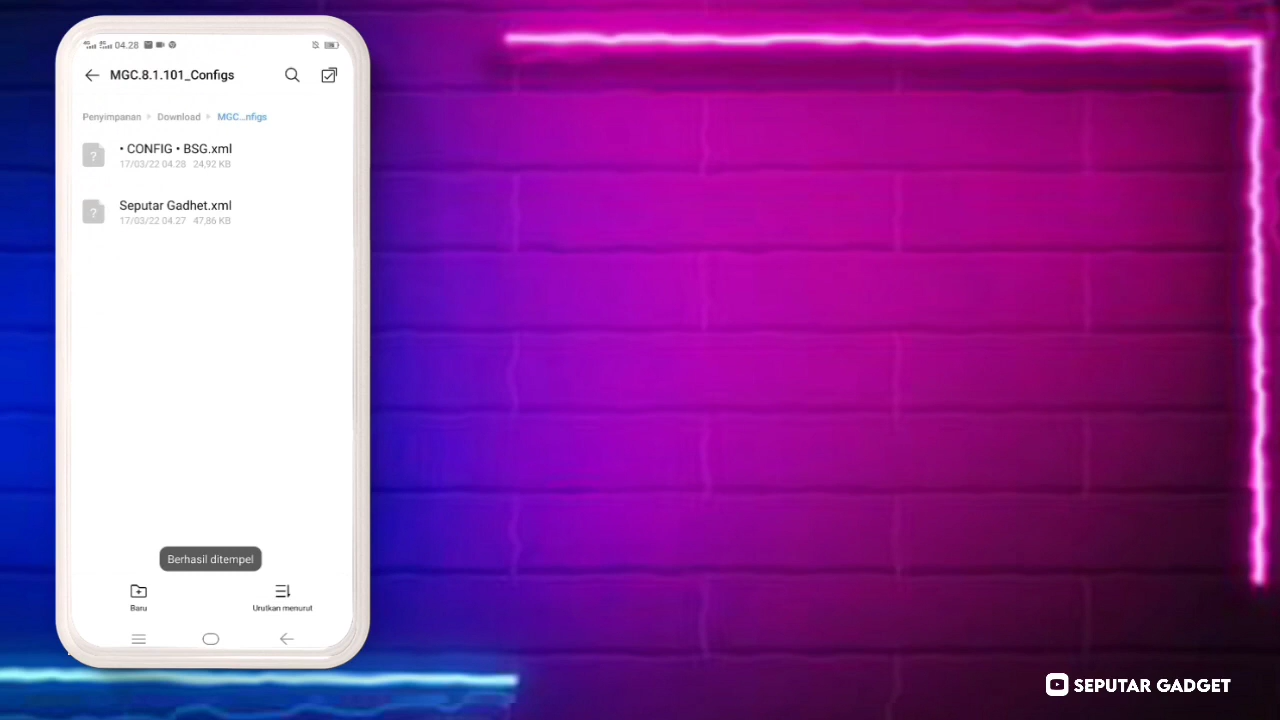 04.28
MGC.8.1.101_Configs
Penyimpanan Download MGC...nfigs
• CONFIG • BSG.xml
17/03/22 04.28 24,92 KB
Seputar Gadhet.xml
17/03/22 04.27 47,86 KB
Berhasil ditempel
Baru Urutkan menurut
SEPUTAR GADGET